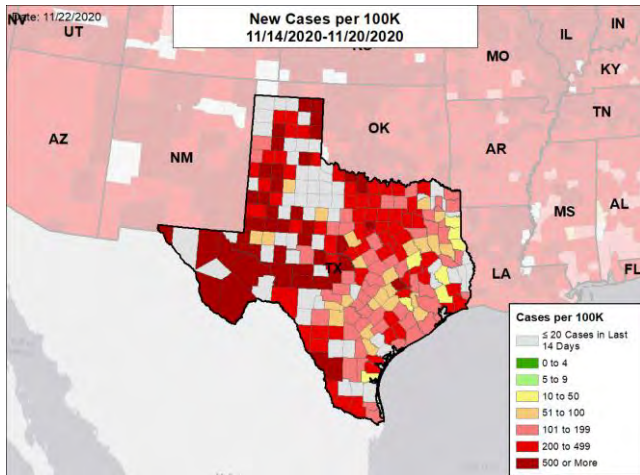 Date: 11/22/2020
New Cases per 100K
11/14/2020-11/20/2020
NV
UT
MO
IL
IN
KY
AZ
NM
OK
AR
TN
MS
AL
TX
LA
FL
Cases per 100K
≤ 20 Cases in Last
14 Days
0 to 4
5 to 9
10 to 50
51 to 100
101 to 199
200 to 499
500 or More